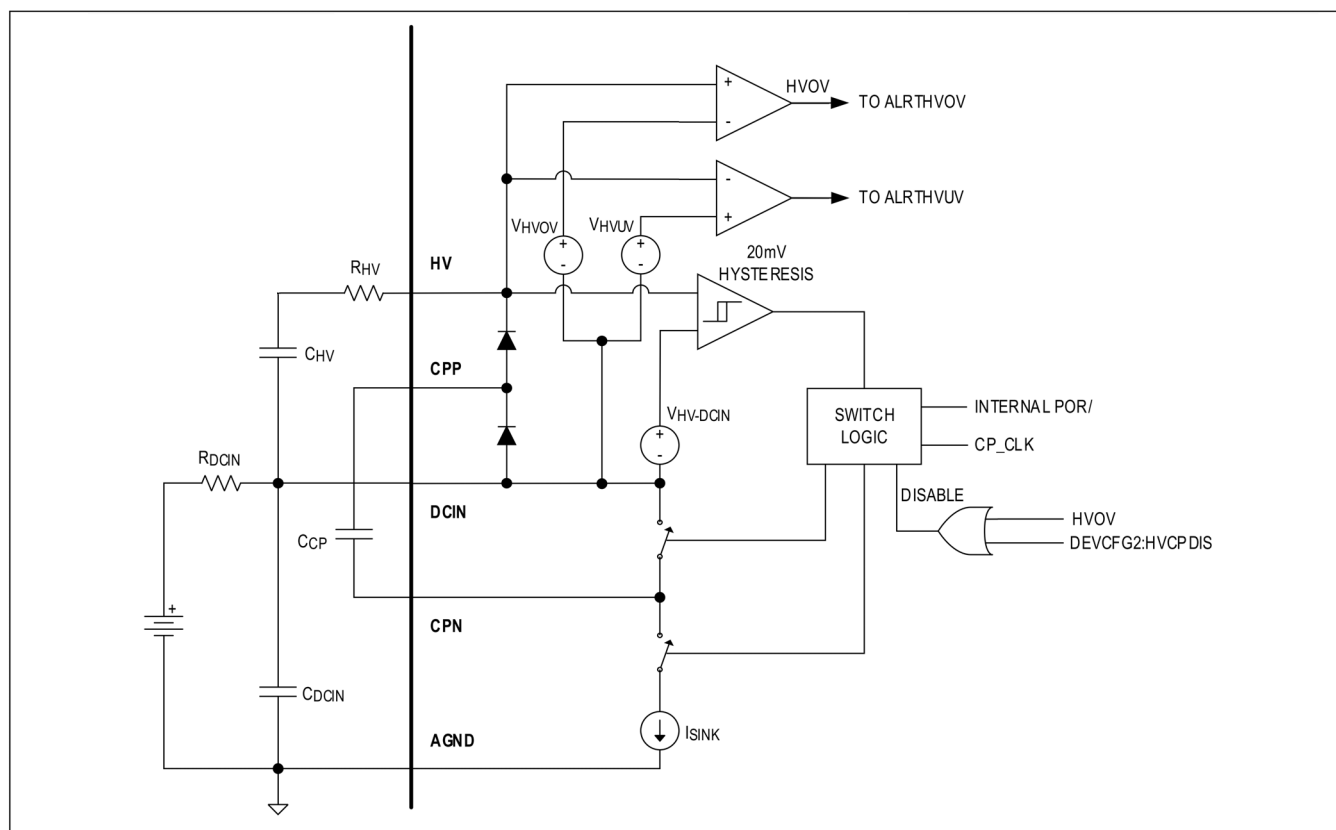 HVOV
TO ALRTHVOV
+
-
-
+
TO ALRTHUV
VHVOV
VHVUV
+
-
+
-
20mV
HYSTERESIS
RHV
HV
CHV
CPP
VHV-DCIN
+
-
SWITCH
LOGIC
INTERNAL POR/
CP_CLK
RDCIN
DCIN
DISABLE
HVOV
DEVCFG2:HVCPDIS
CCP
+
CPN
CDCIN
AGND
ISINK